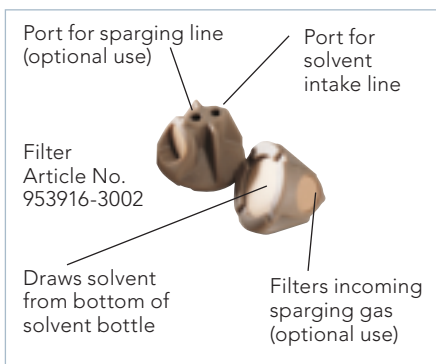 Port for sparging line
(optional use)
Port for
solvent
intake line
Filter
Article No.
953916-3002
Draws solvent
from bottom of
solvent bottle
Filters incoming
sparging gas
(optional use)